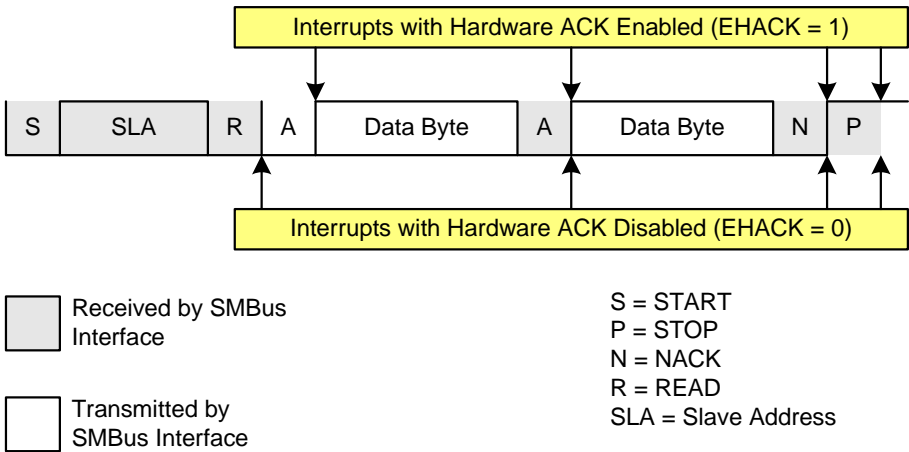 Interrupts with Hardware ACK Enabled (EHACK = 1)
S SLA R A Data Byte A Data Byte N P
Interrupts with Hardware ACK Disabled (EHACK = 0)
Received by SMBus
Interface
Transmitted by
SMBus Interface
S = START
P = STOP
N = NACK
R = READ
SLA = Slave Address